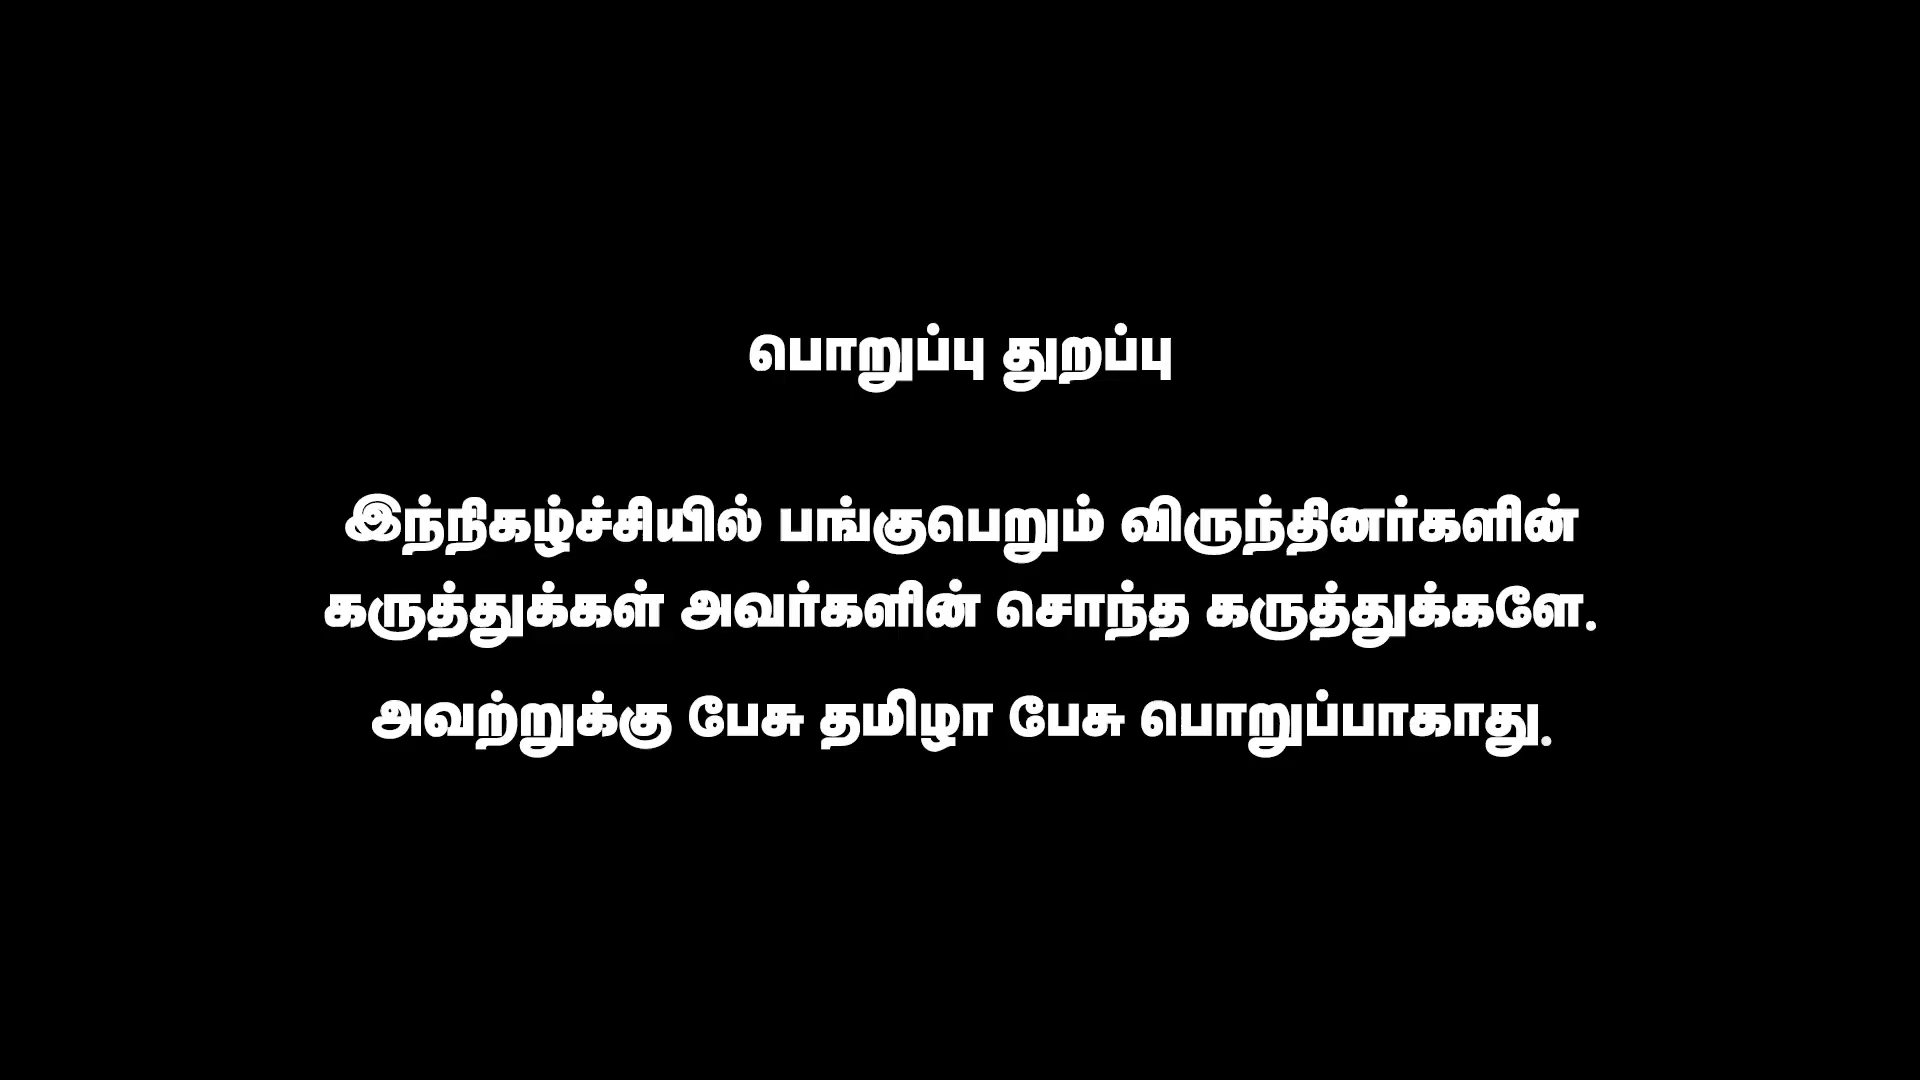 பொறுப்பு துறப்பு
இந்நிகழ்ச்சியில் பங்குபெறும் விருந்தினர்களின்
கருத்துக்கள் அவர்களின் சொந்த கருத்துக்களே.
அவற்றுக்கு பேசு தமிழா பேசு பொறுப்பாகாது.